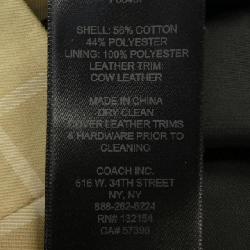 SHELL: 56% COTTON
44% POLYESTER
LINING: 100% POLYESTER
LEATHER TRIM:
COW LEATHER
MADE IN CHINA
DRY CLEAN
COVER LEATHER TRIMS
& HARDWARE PRIOR TO
CLEANING
COACH INC.
516 W. 34TH STREET
NY, NY
888-262-6224
RN# 132154
CA# 57399